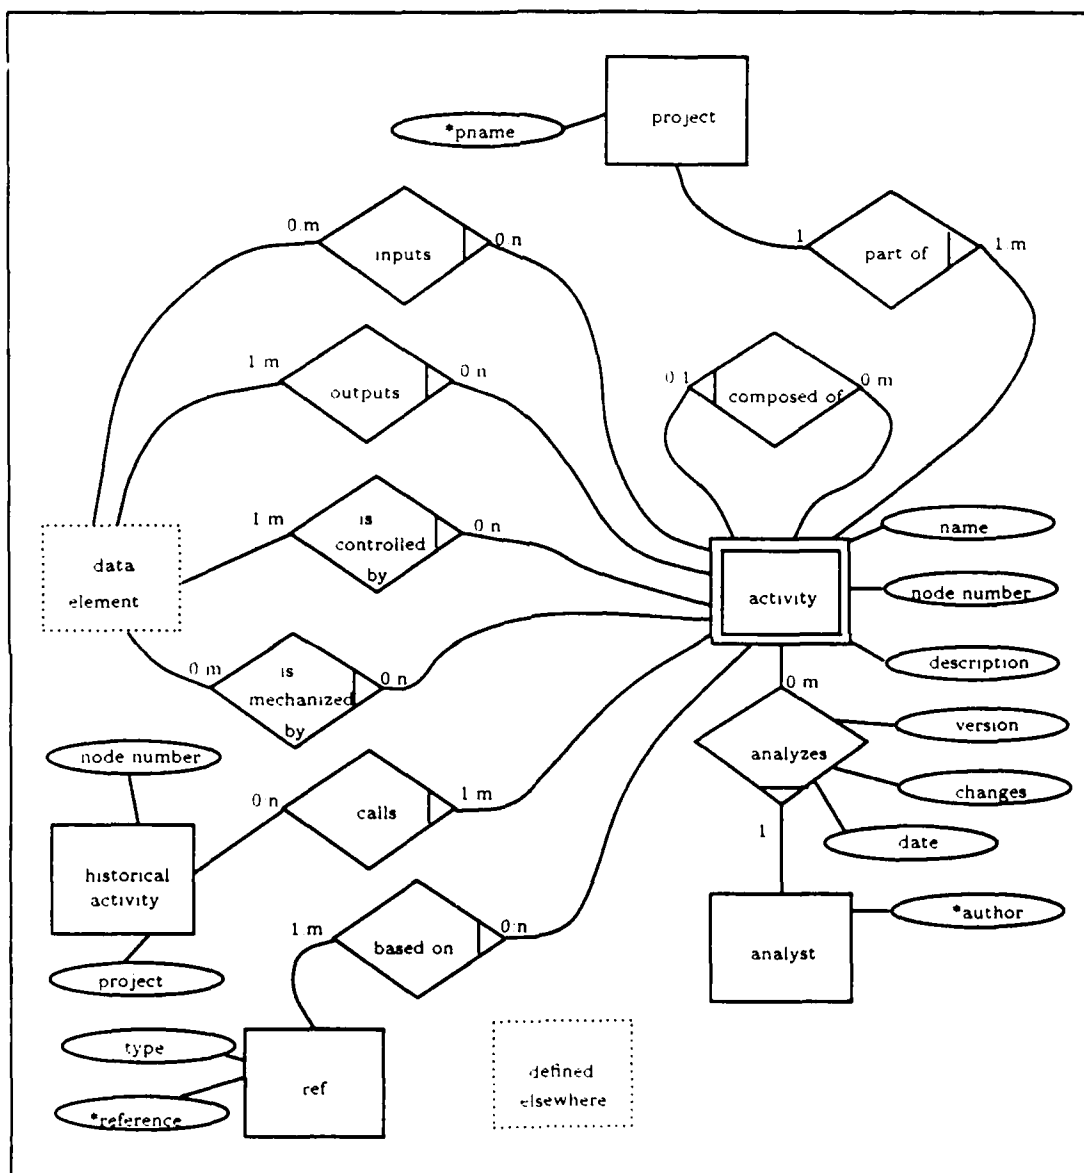 project
*pname
0 m
inputs
0 n
1
part of
1 m
1 m
outputs
0 n
0 1
composed of
0 m
1 m
is
controlled
by
0 n
data
element
name
activity
node number
description
0 m
is
mechanized
by
0 n
0 m
version
analyzes
changes
date
1
node number
0 n
calls
1 m
historical
activity
project
*author
analyst
1 m
based on
0 n
type
ref
*reference
defined
elsewhere